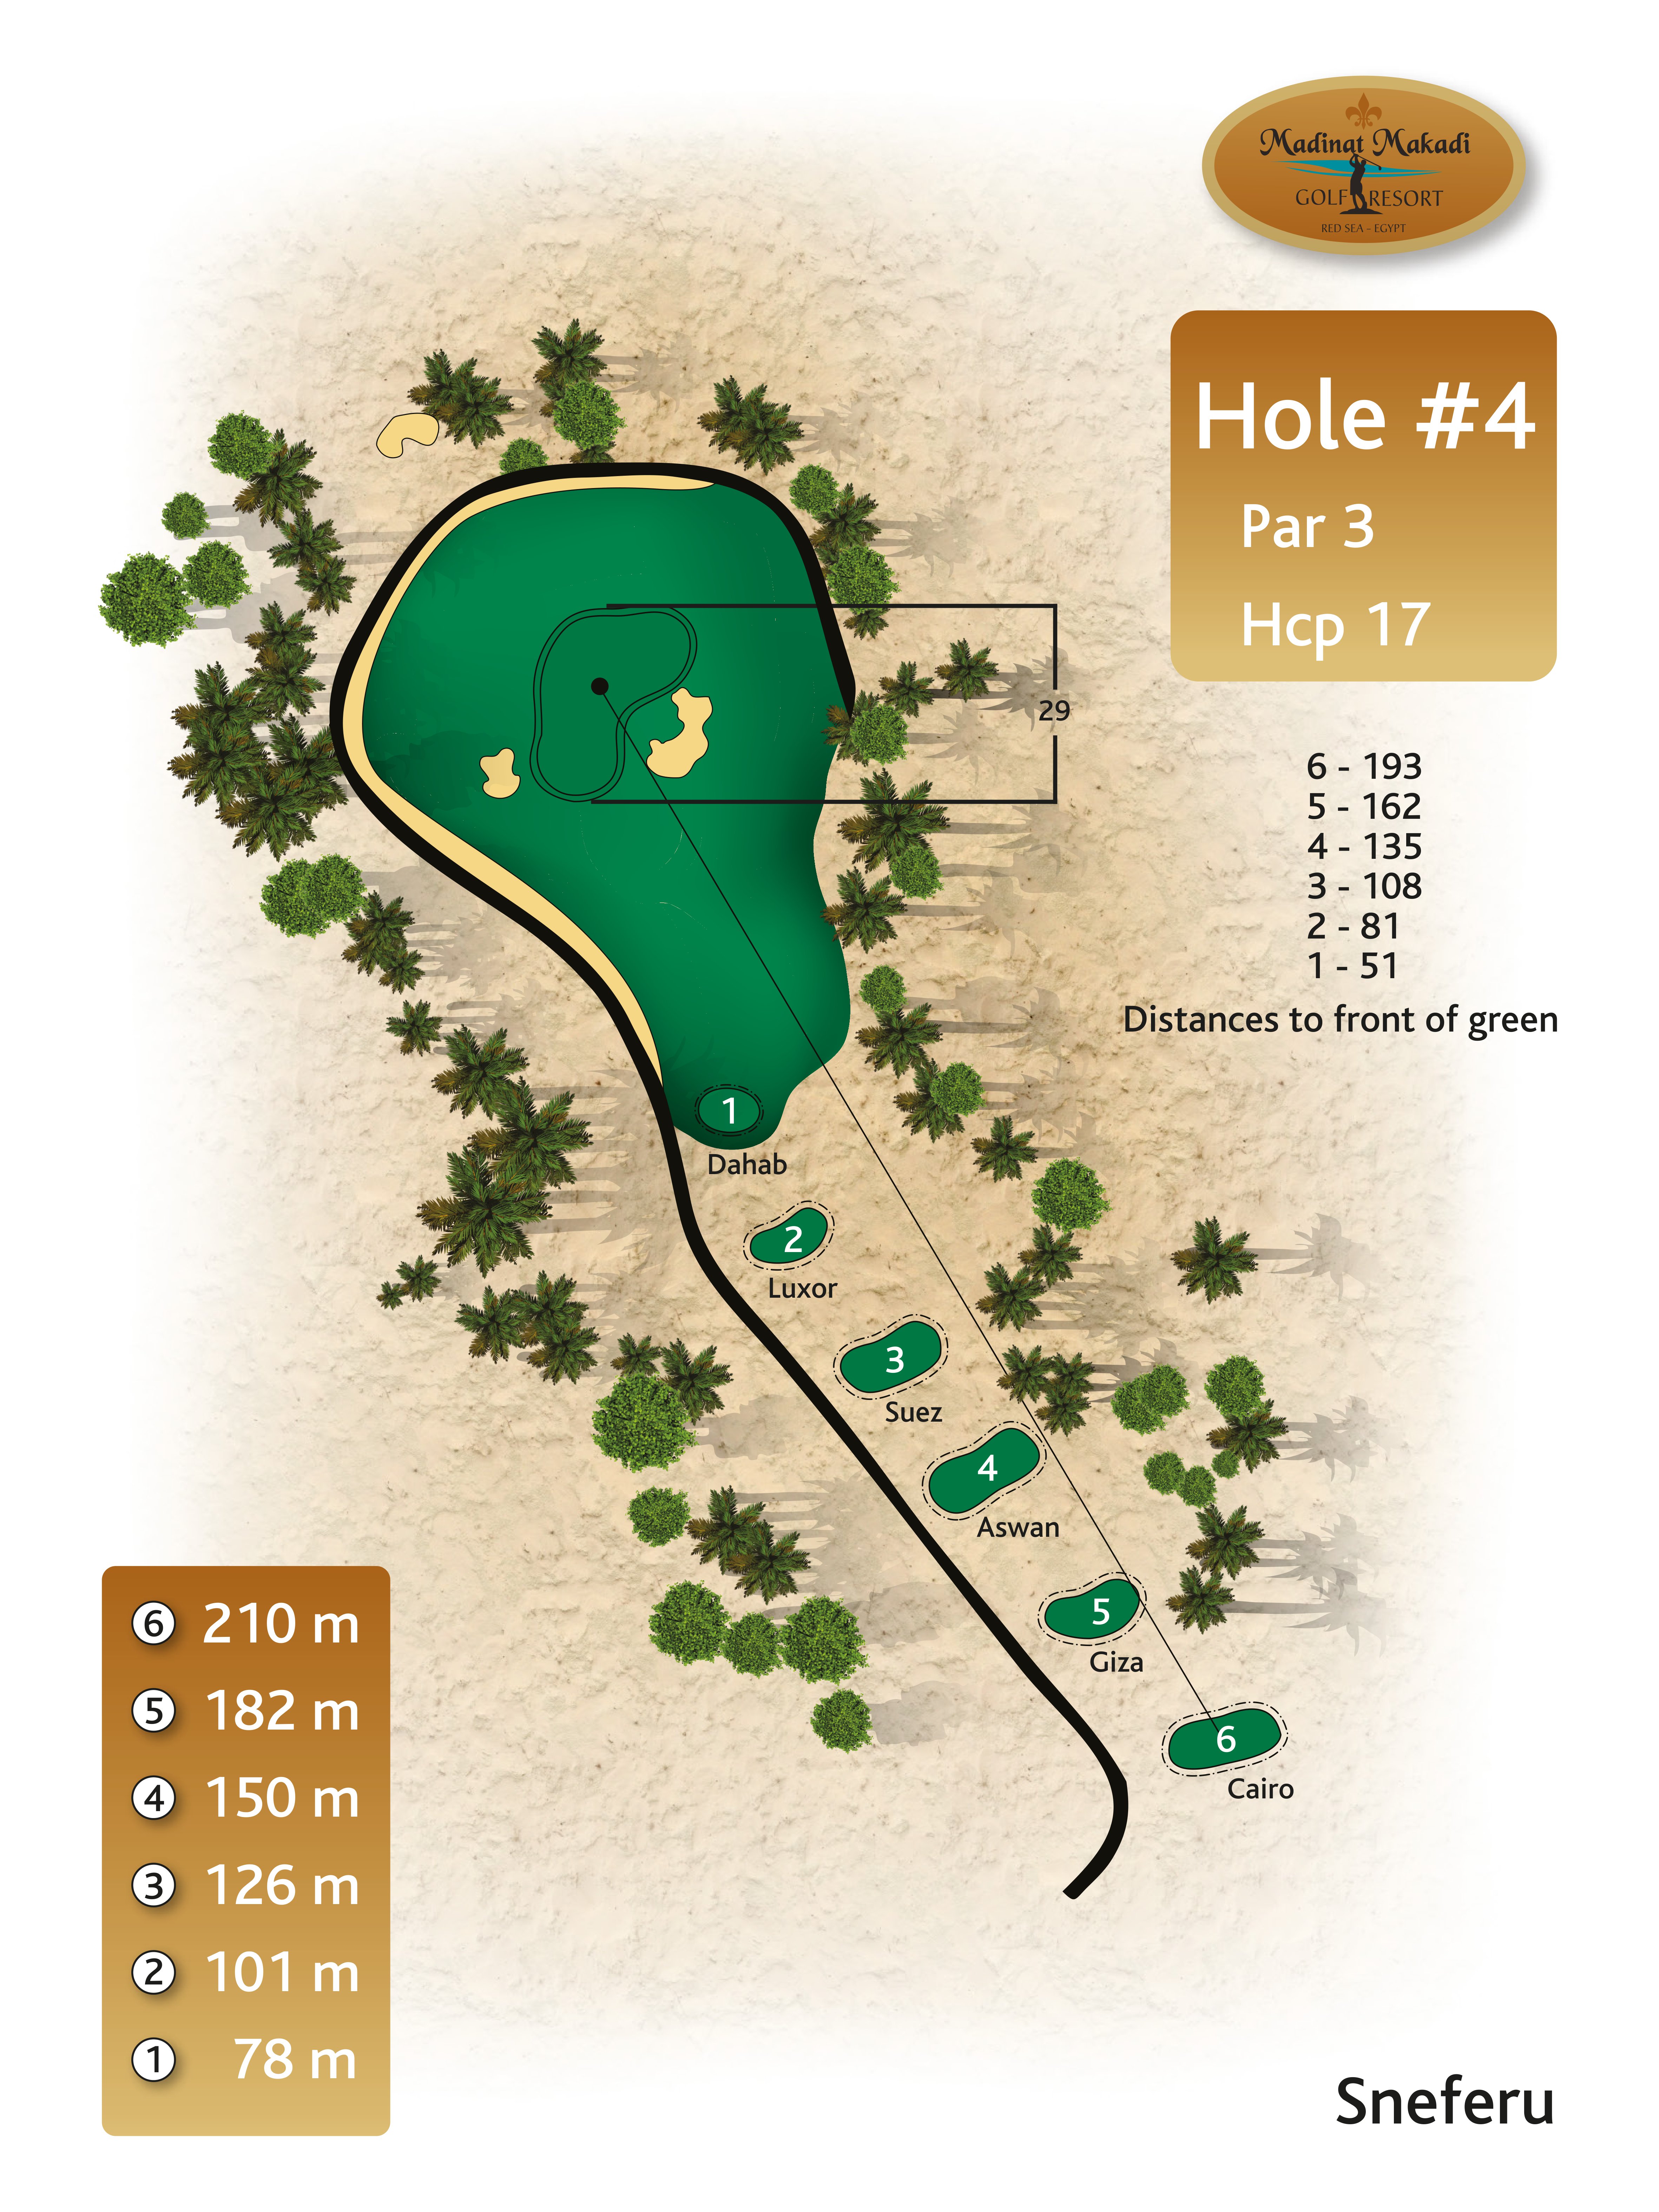 Madinat Makadi
GOLF RESORT
RED SEA - EGYPT
Hole #4
Par 3
Hcp 17
29
6 - 193
5 - 162
4 - 135
3 - 108
2 - 81
1 - 51
Distances to front of green
1
Dahab
2
Luxor
3
Suez
4
Aswan
5
Giza
6
Cairo
6 210 m
5 182 m
4 150 m
3 126 m
2 101 m
1 78 m
Sneferu